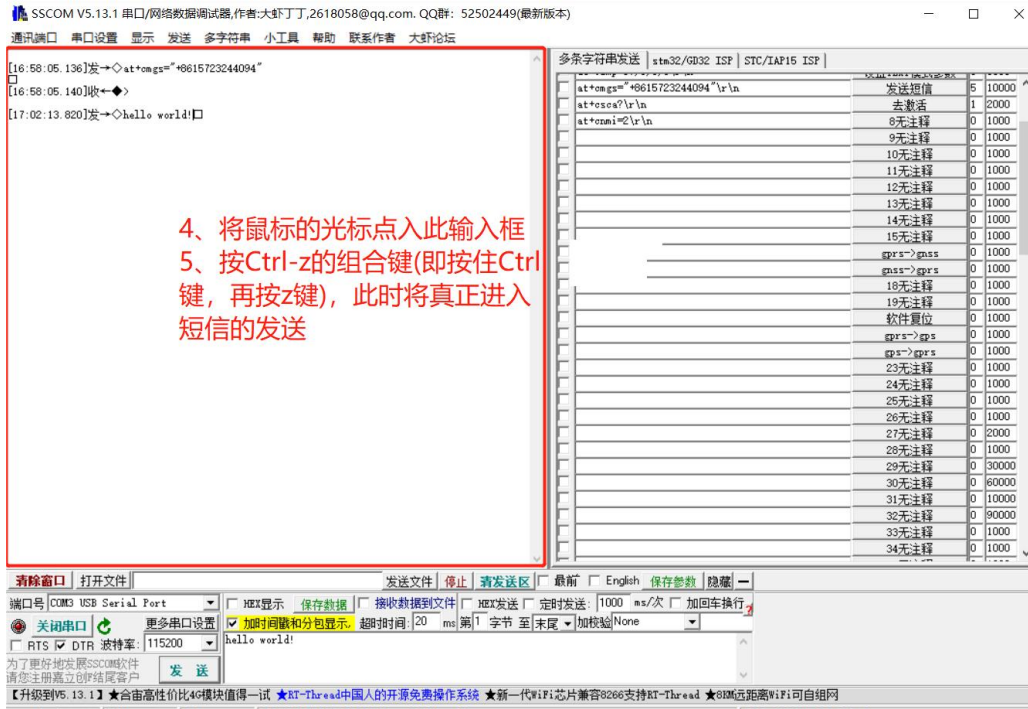 SSCOM V5.13.1 串口/网络数据调试器,作者:大虾丁丁,2618058@qq.com. QQ群: 52502449(最新版本)
通讯端口 串口设置 显示 发送 多字符串 小工具 帮助 联系作者 大虾论坛
[16:58:05.136]发→◇at+cmgs="+8615723244094"
□
[16:58:05.140]收←◆>
[17:02:13.820]发→◇hello world!□
4、将鼠标的光标点入此输入框
5、按Ctrl-z的组合键(即按住Ctrl
键，再按z键)，此时将真正进入
短信的发送
多条字符串发送 stm32/GD32 ISP STC/IAP15 ISP
at+cmgs="+8615723244094"\r\n 发送短信 5 10000
at+csca?\r\n 去激活 1 2000
at+cnmi=2\r\n 8无注释 0 1000
9无注释 0 1000
10无注释 0 1000
11无注释 0 1000
12无注释 0 1000
13无注释 0 1000
14无注释 0 1000
15无注释 0 1000
gprs->gnss 0 1000
gnss->gprs 0 1000
18无注释 0 1000
19无注释 0 1000
软件复位 0 1000
gprs->gps 0 1000
gps->gprs 0 1000
23无注释 0 1000
24无注释 0 1000
25无注释 0 1000
26无注释 0 1000
27无注释 0 2000
28无注释 0 1000
29无注释 0 30000
30无注释 0 60000
31无注释 0 10000
32无注释 0 90000
33无注释 0 1000
34无注释 0 1000
清除窗口 打开文件 发送文件 停止 清发送区 最前 English 保存参数 隐藏
端口号 COM3 USB Serial Port HEX显示 保存数据 接收数据到文件 HEX发送 定时发送: 1000 ms/次 加回车换行
关闭串口 更多串口设置 加时间戳和分包显示. 超时时间: 20 ms 第1 字节 至 末尾 加校验 None
RTS DTR 波特率: 115200 hello world!
为了更好地发展SSCOM软件
请您注册嘉立创F结尾客户
发 送
【升级到V5.13.1】★合宙高性价比4G模块值得一试 ★RT-Thread中国人的开源免费操作系统 ★新一代WiFi芯片兼容8266支持RT-Thread ★8KM远距离WiFi可自组网